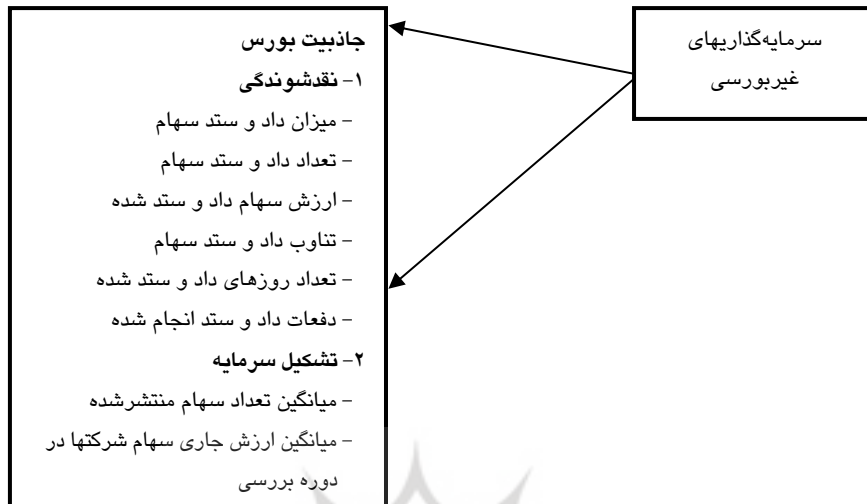 جاذبیت بورس
۱- نقدشوندگی
- میزان داد و ستد سهام
- تعداد داد و ستد سهام
- ارزش سهام داد و ستد شده
- تناوب داد و ستد سهام
- تعداد روزهای داد و ستد شده
- دفعات داد و ستد انجام شده
۲- تشکیل سرمایه
- میانگین تعداد سهام منتشرشده
- میانگین ارزش جاری سهام شرکتها در
دوره بررسی
سرمایه‌گذاریهای
غیربورسی